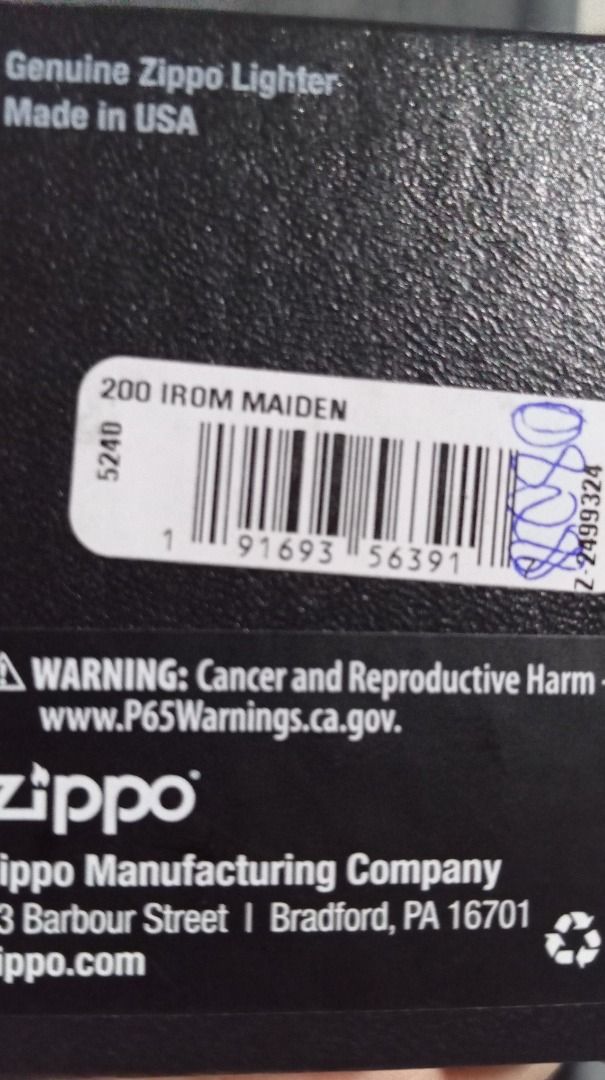 Genuine Zippo Lighter
Made in USA
200 IROM MAIDEN
5240
1 91693 56391
Z-2499324
WARNING: Cancer and Reproductive Harm -
www.P65Warnings.ca.gov.
zippo
ippo Manufacturing Company
3 Barbour Street | Bradford, PA 16701
ippo.com